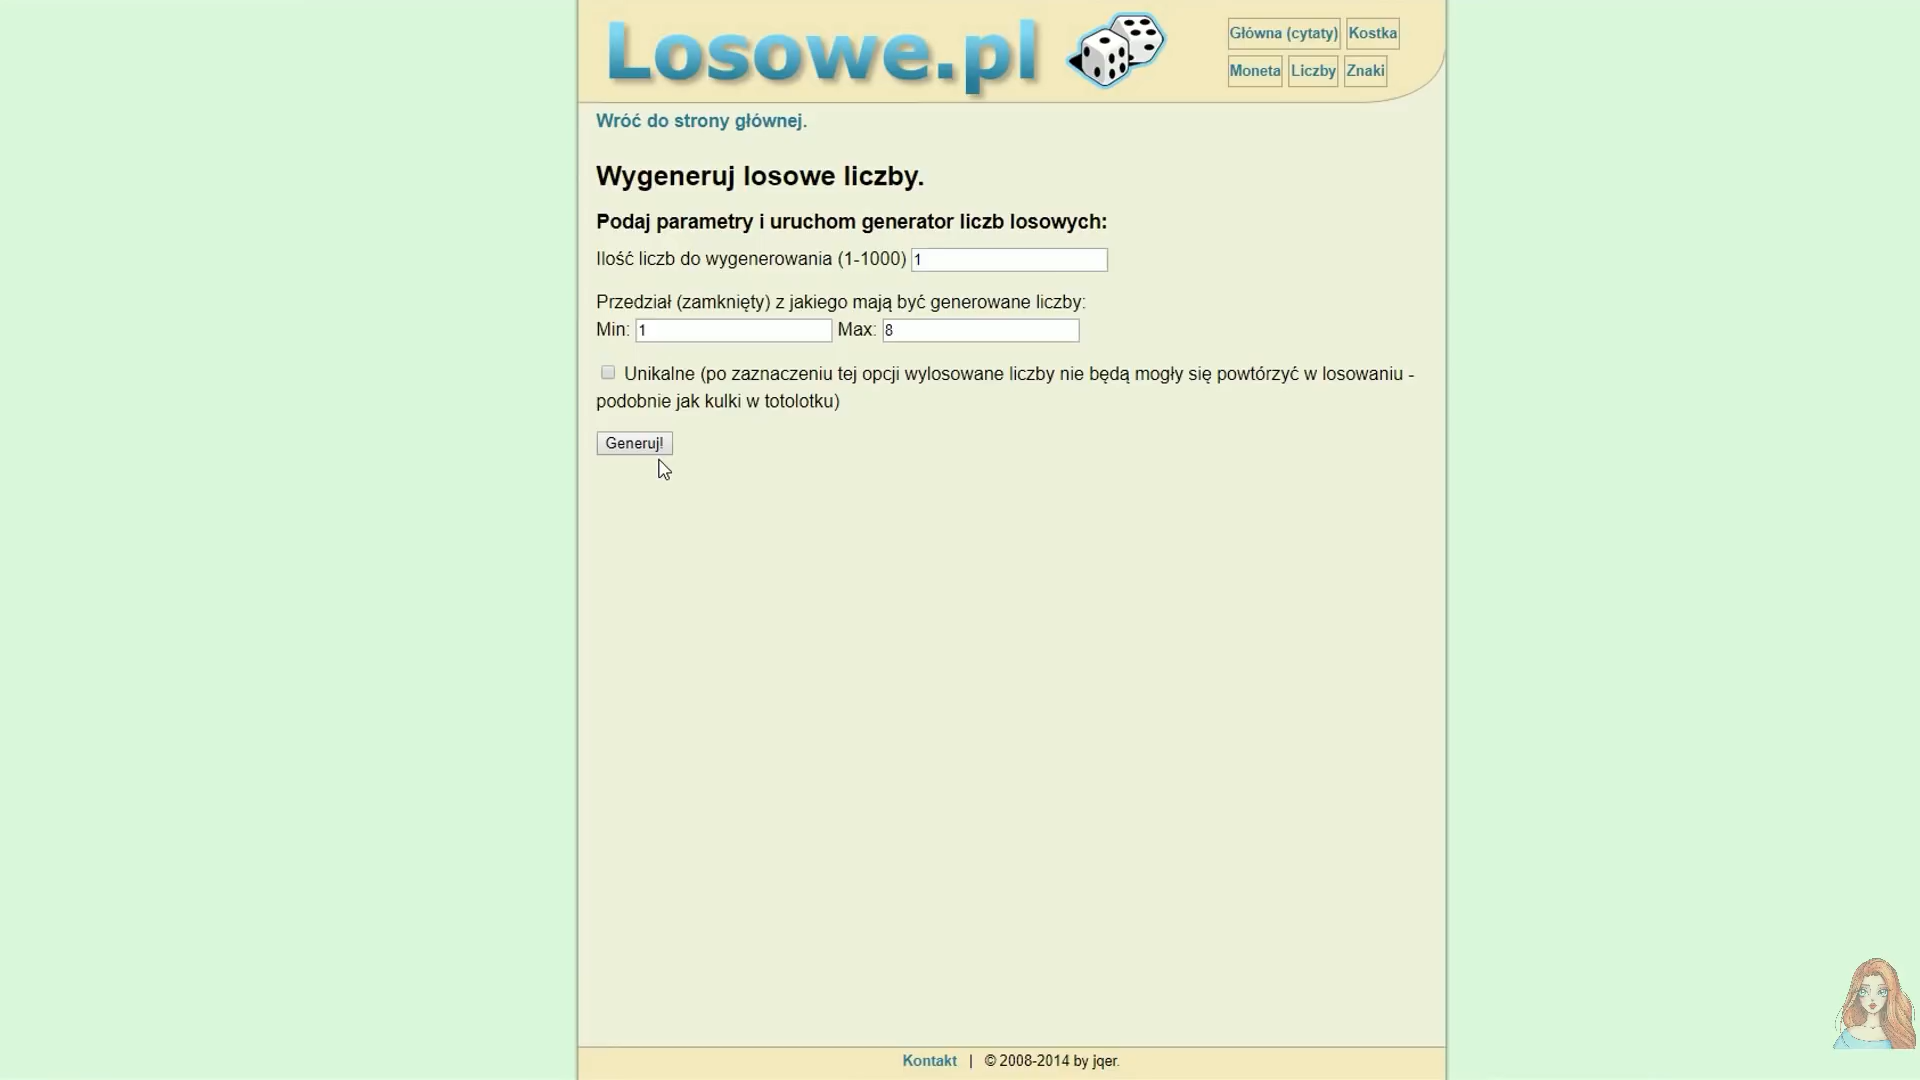 Losowe.pl
Główna (cytaty) Kostka
Moneta Liczby Znaki
Wróć do strony głównej.
Wygeneruj losowe liczby.
Podaj parametry i uruchom generator liczb losowych:
Ilość liczb do wygenerowania (1-1000) 1
Przedział (zamknięty) z jakiego mają być generowane liczby:
Min: 1 Max: 8
Unikalne (po zaznaczeniu tej opcji wylosowane liczby nie będą mogły się powtórzyć w losowaniu -
podobnie jak kulki w totolotku)
Generuj!
Kontakt | © 2008-2014 by jqer.